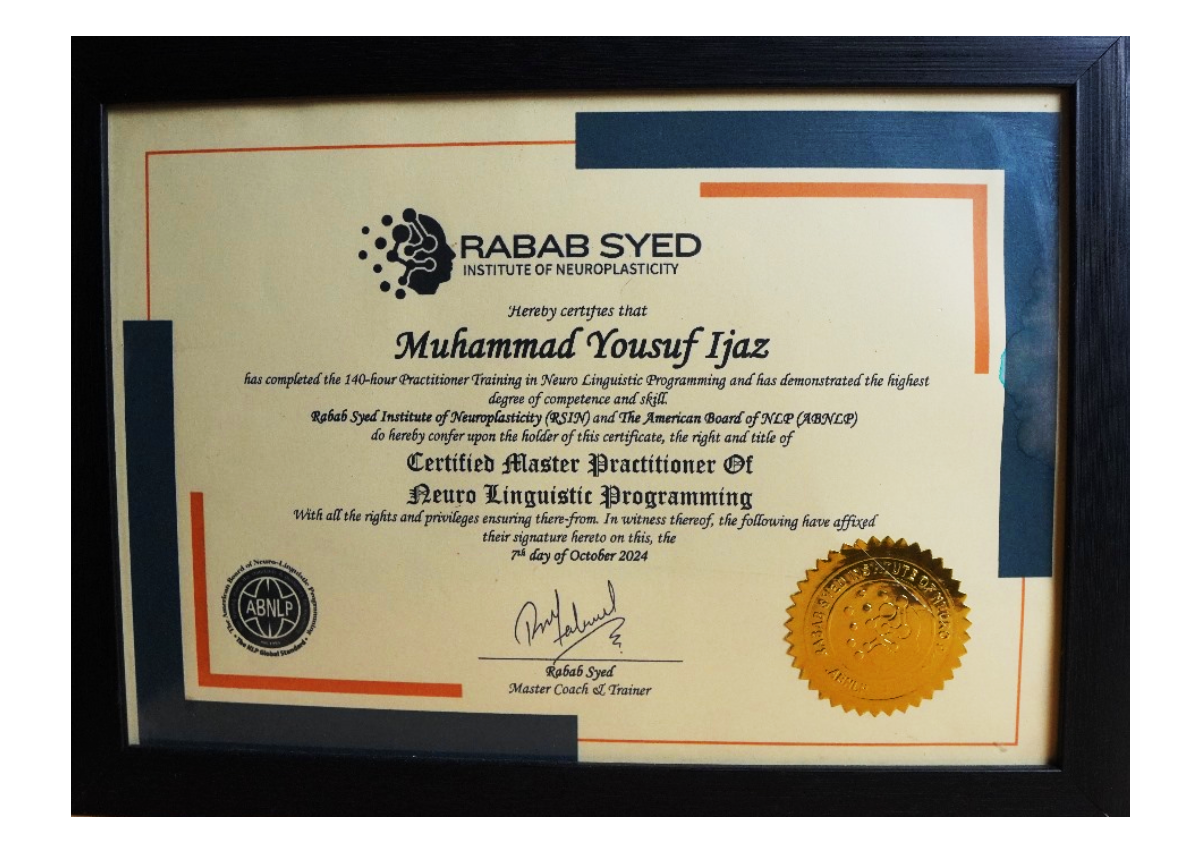 RABAB SYED
INSTITUTE OF NEUROPLASTICITY
Hereby certifies that
Muhammad Yousuf Ijaz
has completed the 140-hour Practitioner Training in Neuro Linguistic Programming and has demonstrated the highest
degree of competence and skill.
Rabab Syed Institute of Neuroplasticity (RSIN) and The American Board of NLP (ABNLP)
do hereby confer upon the holder of this certificate, the right and title of
Certified Master Practitioner Of
Neuro Linguistic Programming
With all the rights and privileges ensuring there-from. In witness thereof, the following have affixed
their signature hereto on this, the
7th day of October 2024
The American Board of Neuro-Linguistic Programming
ABNLP
The NLP Global Standard
Rabab Syed
Master Coach & Trainer
RABAB SYED INSTITUTE OF NEURO
ABNLP